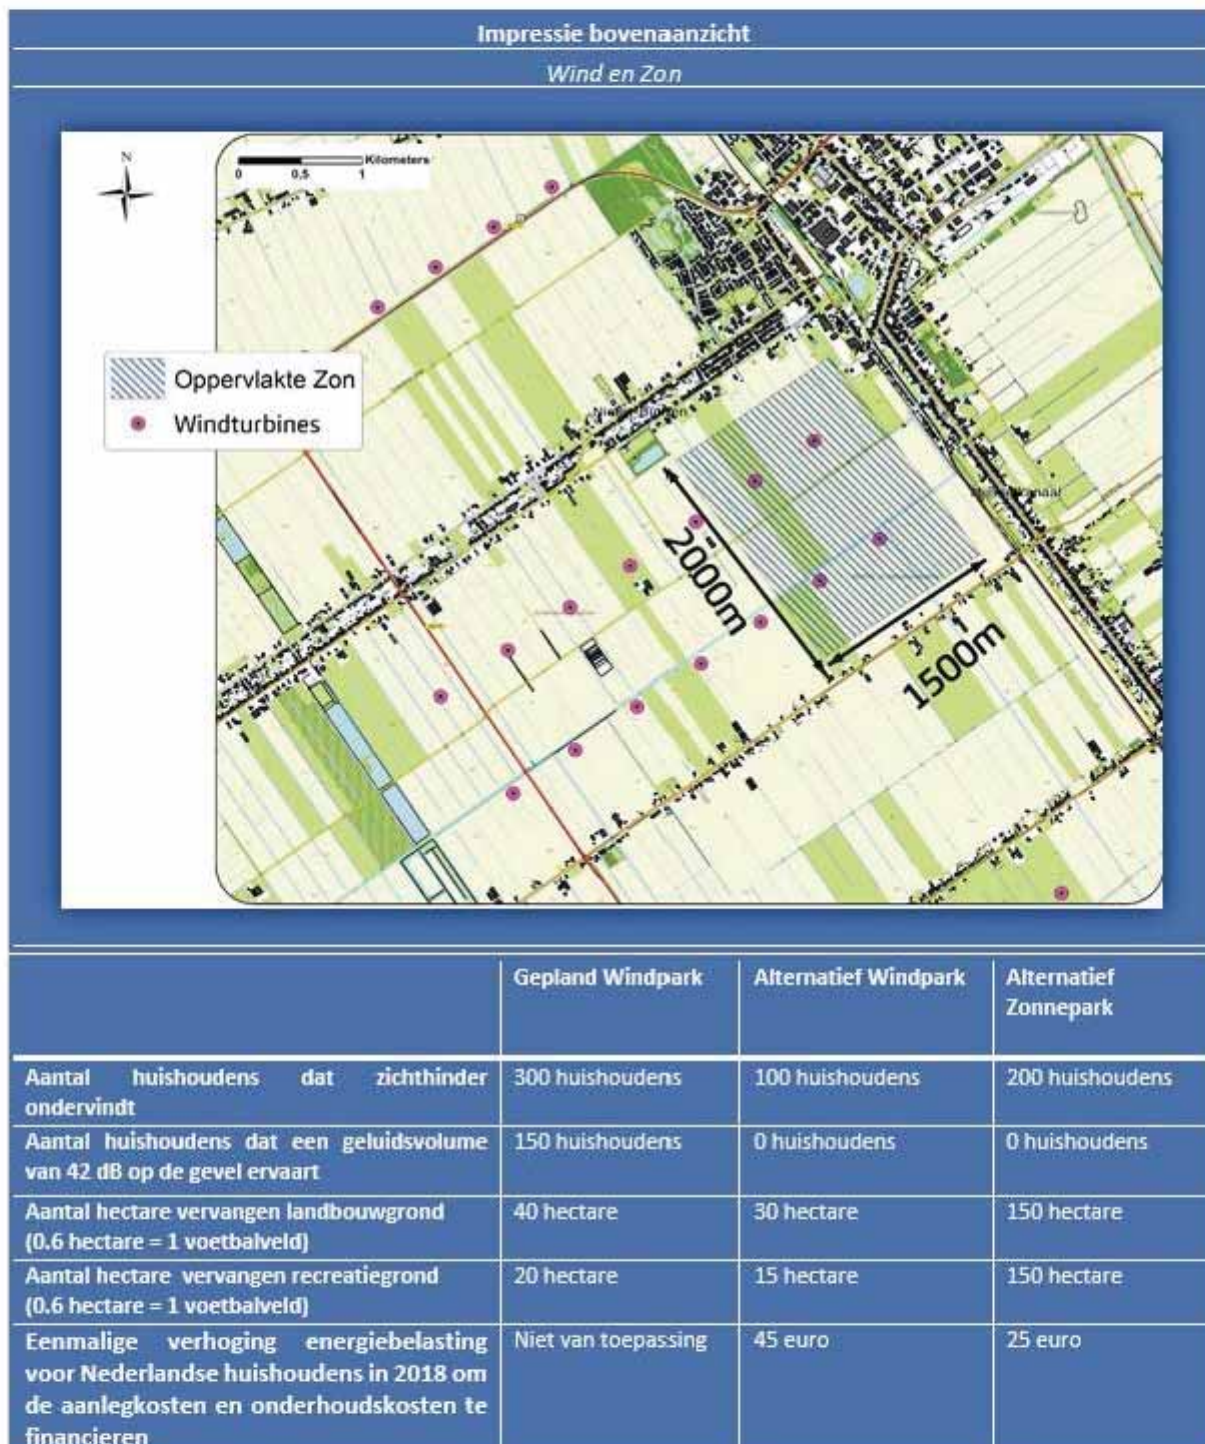 Impressie bovenaanzicht
Wind en Zon
N
Kilometers
0 0,5 1
Oppervlakte Zon
Windturbines
2000m
1500m
Gepland Windpark Alternatief Windpark Alternatief
Zonnepark
Aantal huishoudens dat zichthinder
ondervindt
300 huishoudens 100 huishoudens 200 huishoudens
Aantal huishoudens dat een geluidsvolume
van 42 dB op de gevel ervaart
150 huishoudens 0 huishoudens 0 huishoudens
Aantal hectare vervangen landbouwgrond
(0.6 hectare = 1 voetbalveld)
40 hectare 30 hectare 150 hectare
Aantal hectare vervangen recreatiegrond
(0.6 hectare = 1 voetbalveld)
20 hectare 15 hectare 150 hectare
Eenmalige verhoging energiebelasting
voor Nederlandse huishoudens in 2018 om
de aanlegkosten en onderhoudskosten te
financieren
Niet van toepassing 45 euro 25 euro